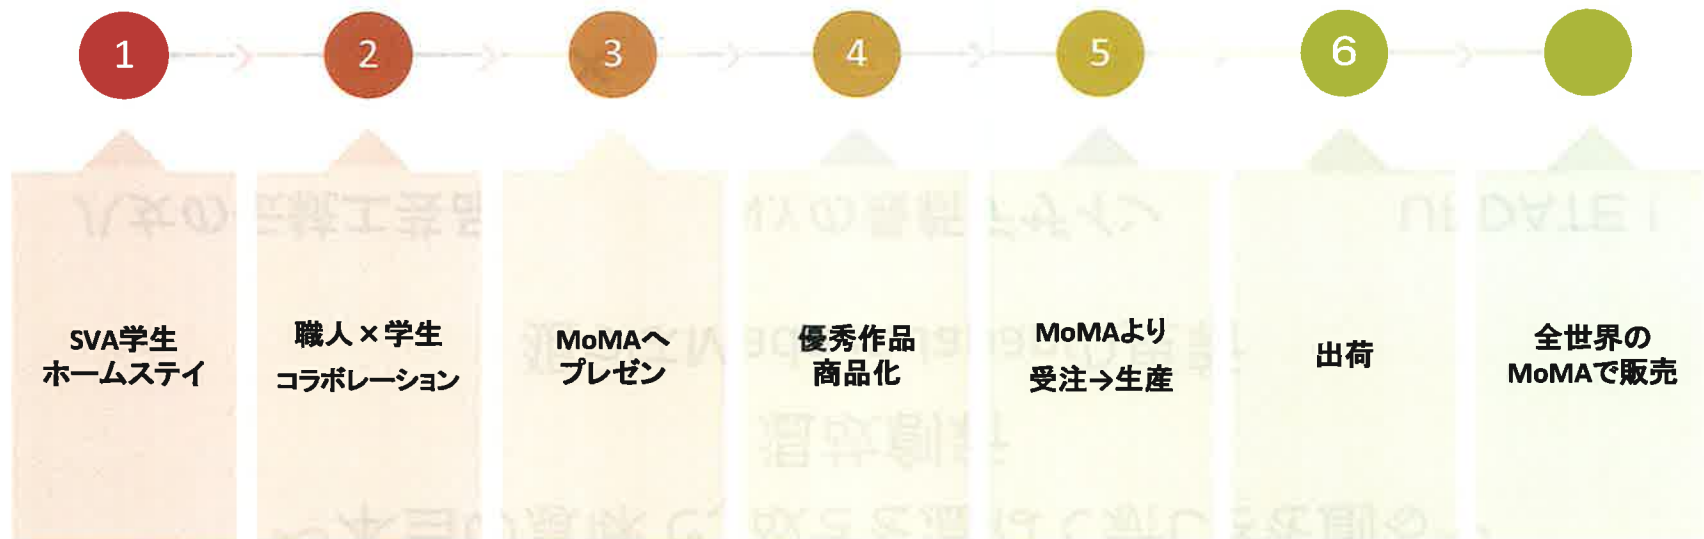 1
2
3
4
5
6
SVA学生
ホームステイ
職人×学生
コラボレーション
MoMAへ
プレゼン
優秀作品
商品化
MoMAより
受注→生産
出荷
全世界の
MoMAで販売